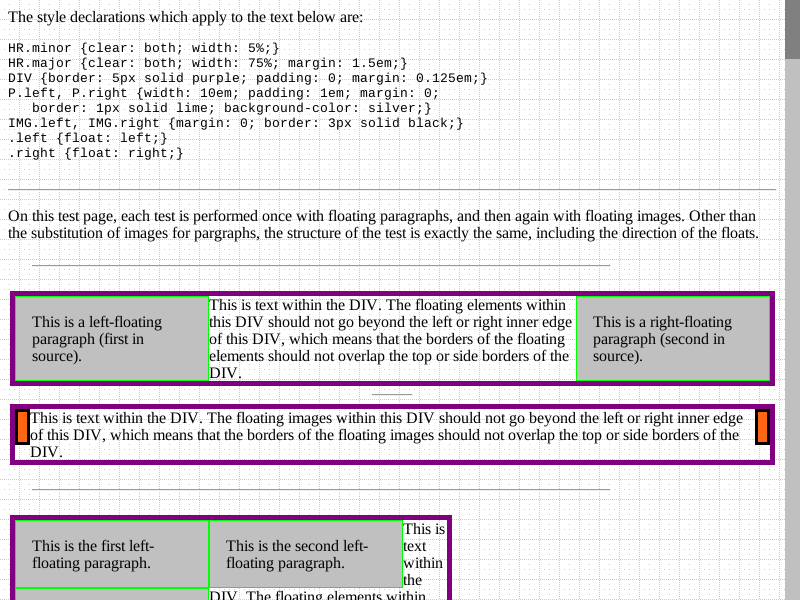 The style declarations which apply to the text below are:
HR.minor {clear: both; width: 5%;}
HR.major {clear: both; width: 75%; margin: 1.5em;}
DIV {border: 5px solid purple; padding: 0; margin: 0.125em;}
P.left, P.right {width: 10em; padding: 1em; margin: 0;
border: 1px solid lime; background-color: silver;}
IMG.left, IMG.right {margin: 0; border: 3px solid black;}
.left {float: left;}
.right {float: right;}
On this test page, each test is performed once with floating paragraphs, and then again with floating images. Other than
the substitution of images for pargraphs, the structure of the test is exactly the same, including the direction of the floats.
This is a left-floating
paragraph (first in
source).
This is text within the DIV. The floating elements within
this DIV should not go beyond the left or right inner edge
of this DIV, which means that the borders of the floating
elements should not overlap the top or side borders of the
DIV.
This is a right-floating
paragraph (second in
source).
This is text within the DIV. The floating images within this DIV should not go beyond the left or right inner edge
of this DIV, which means that the borders of the floating images should not overlap the top or side borders of the
DIV.
This is the first left-
floating paragraph.
This is the second left-
floating paragraph.
This is
text
within
the
DIV. The floating elements within